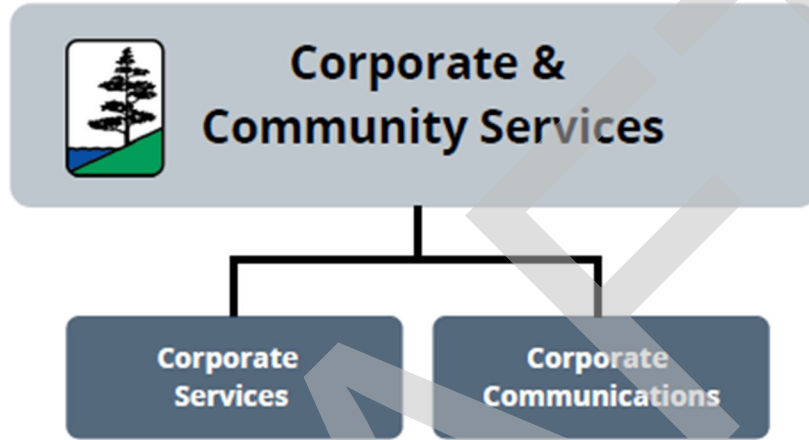 Corporate &
Community Services
Corporate
Services
Corporate
Communications